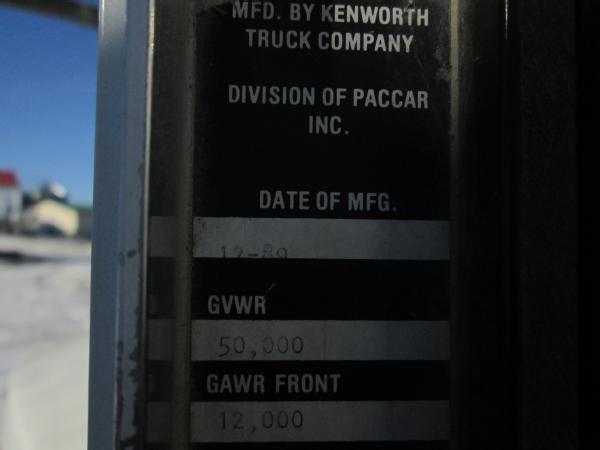 MFD. BY KENWORTH
TRUCK COMPANY
DIVISION OF PACCAR
INC.
DATE OF MFG.
12-89
GVWR
50,000
GAWR FRONT
12,000